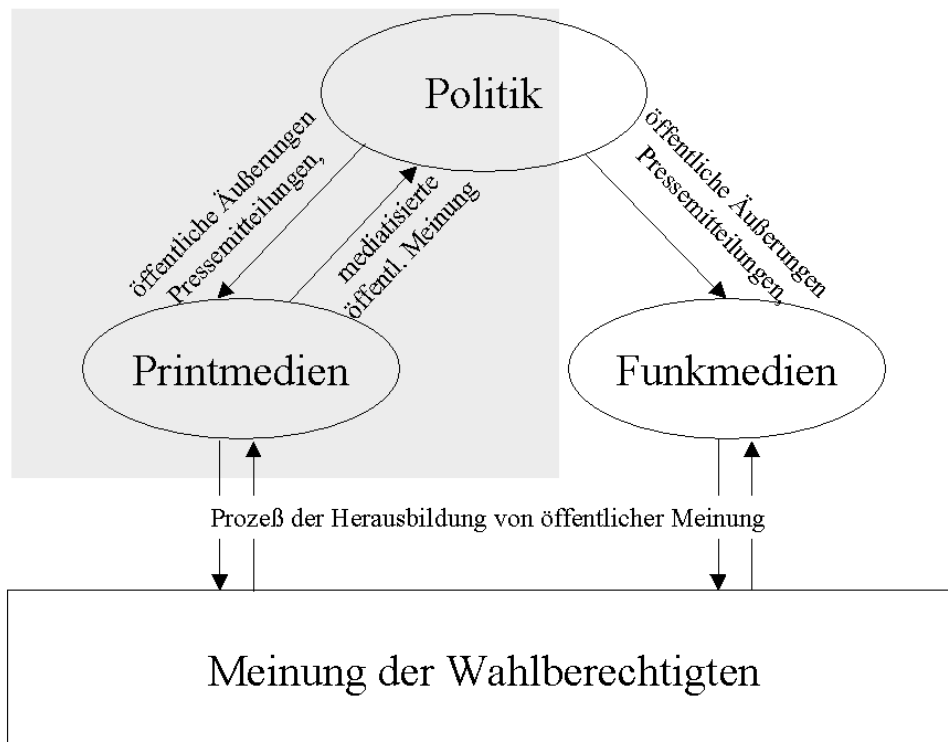 Politik
öffentliche Äußerungen
Pressemitteilungen,
mediatisierte
öffentl. Meinung
öffentliche Äußerungen
Pressemitteilungen,
Printmedien
Funkmedien
Prozeß der Herausbildung von öffentlicher Meinung
Meinung der Wahlberechtigten